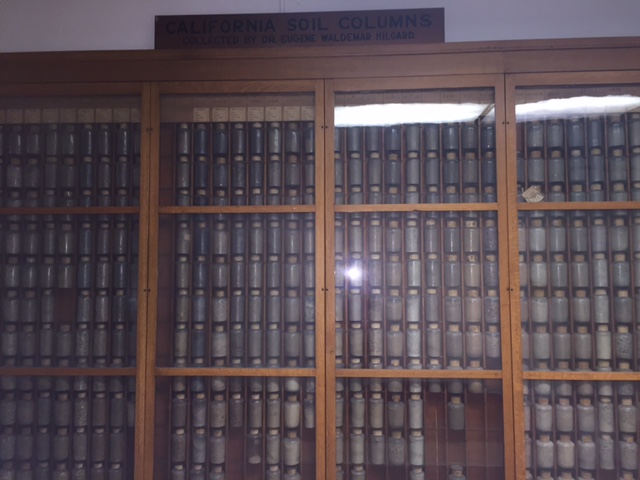 CALIFORNIA SOIL COLUMNS
COLLECTED BY DR. EUGENE WALDEMAR HILGARD